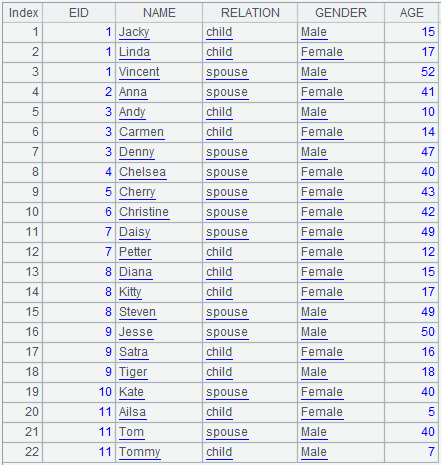 Index EID NAME RELATION GENDER AGE
1 1 Jacky child Male 15
2 1 Linda child Female 17
3 1 Vincent spouse Male 52
4 2 Anna spouse Female 41
5 3 Andy child Male 10
6 3 Carmen child Female 14
7 3 Denny spouse Male 47
8 4 Chelsea spouse Female 40
9 5 Cherry spouse Female 43
10 6 Christine spouse Female 42
11 7 Daisy spouse Female 49
12 7 Petter child Female 12
13 8 Diana child Female 15
14 8 Kitty child Female 17
15 8 Steven spouse Male 49
16 9 Jesse spouse Male 50
17 9 Satra child Female 16
18 9 Tiger child Male 18
19 10 Kate spouse Female 40
20 11 Ailsa child Female 5
21 11 Tom spouse Male 40
22 11 Tommy child Male 7